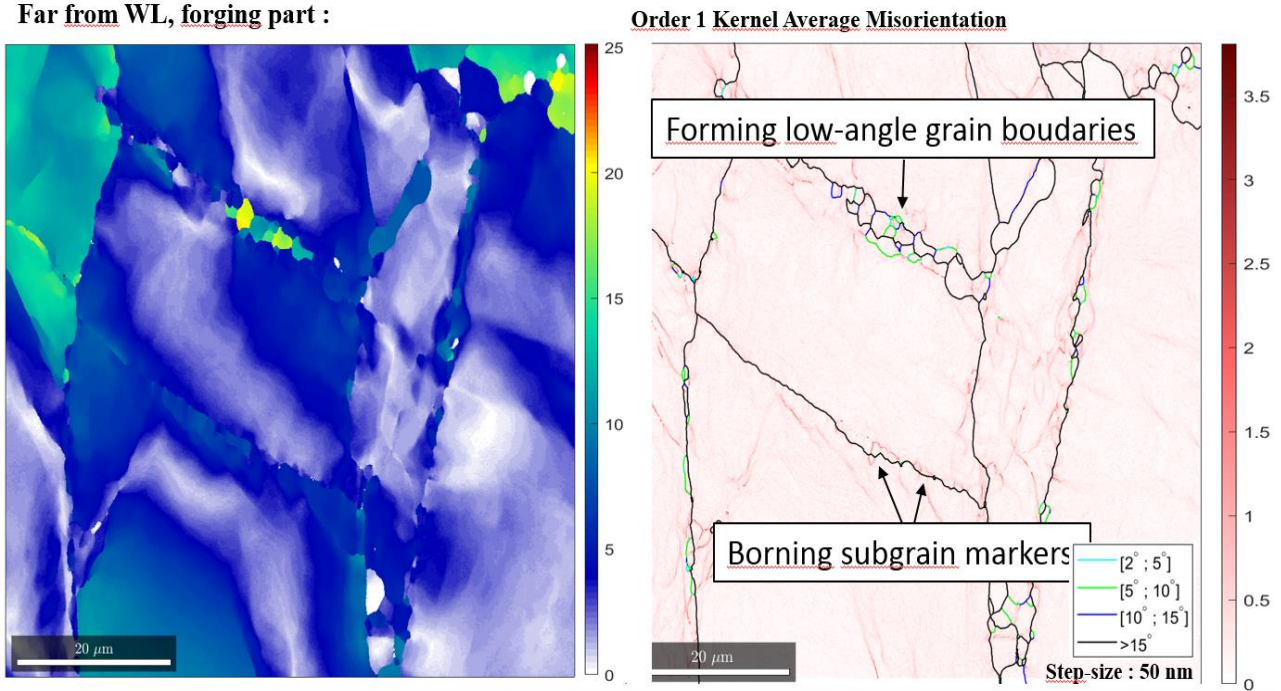 Far from WL, forging part :
Order 1 Kernel Average Misorientation
25
20
15
10
5
0
20 μm
Forming low-angle grain boudaries
Borning subgrain markers
[2° ; 5°]
[5° ; 10°]
[10° ; 15°]
>15°
20 μm
Step-size : 50 nm
3.5
3
2.5
2
1.5
1
0.5
0